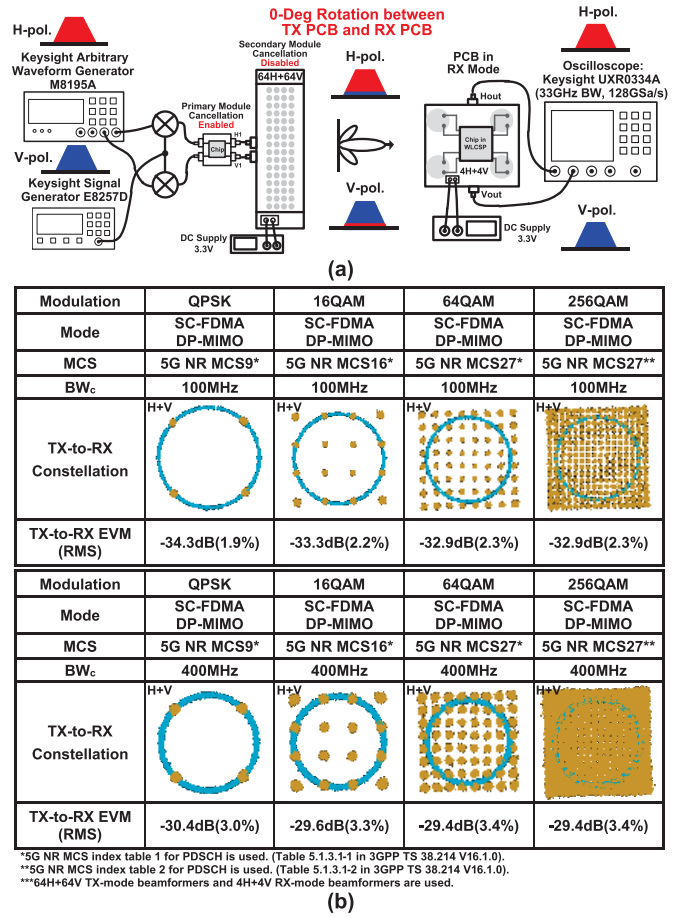 0-Deg Rotation between
TX PCB and RX PCB
H-pol.
Keysight Arbitrary
Waveform Generator
M8195A
V-pol.
Keysight Signal
Generator E8257D
Primary Module
Cancellation
Enabled
Chip
H1
V1
Secondary Module
Cancellation
Disabled
64H+64V
DC Supply
3.3V
H-pol.
V-pol.
PCB in
RX Mode
Hout
Chip in
WLCSP
4H+4V
Vout
DC Supply
3.3V
H-pol.
Oscilloscope:
Keysight UXR0334A
(33GHz BW, 128GSa/s)
V-pol.
(a)
Modulation QPSK 16QAM 64QAM 256QAM
Mode SC-FDMA DP-MIMO SC-FDMA DP-MIMO SC-FDMA DP-MIMO SC-FDMA DP-MIMO
MCS 5G NR MCS9* 5G NR MCS16* 5G NR MCS27* 5G NR MCS27**
BWc 100MHz 100MHz 100MHz 100MHz
H+V H+V H+V H+V
TX-to-RX
Constellation
TX-to-RX EVM
(RMS)
-34.3dB(1.9%) -33.3dB(2.2%) -32.9dB(2.3%) -32.9dB(2.3%)
Modulation QPSK 16QAM 64QAM 256QAM
Mode SC-FDMA DP-MIMO SC-FDMA DP-MIMO SC-FDMA DP-MIMO SC-FDMA DP-MIMO
MCS 5G NR MCS9* 5G NR MCS16* 5G NR MCS27* 5G NR MCS27**
BWc 400MHz 400MHz 400MHz 400MHz
H+V H+V H+V H+V
TX-to-RX
Constellation
TX-to-RX EVM
(RMS)
-30.4dB(3.0%) -29.6dB(3.3%) -29.4dB(3.4%) -29.4dB(3.4%)
*5G NR MCS index table 1 for PDSCH is used. (Table 5.1.3.1-1 in 3GPP TS 38.214 V16.1.0).
**5G NR MCS index table 2 for PDSCH is used. (Table 5.1.3.1-2 in 3GPP TS 38.214 V16.1.0).
***64H+64V TX-mode beamformers and 4H+4V RX-mode beamformers are used.
(b)